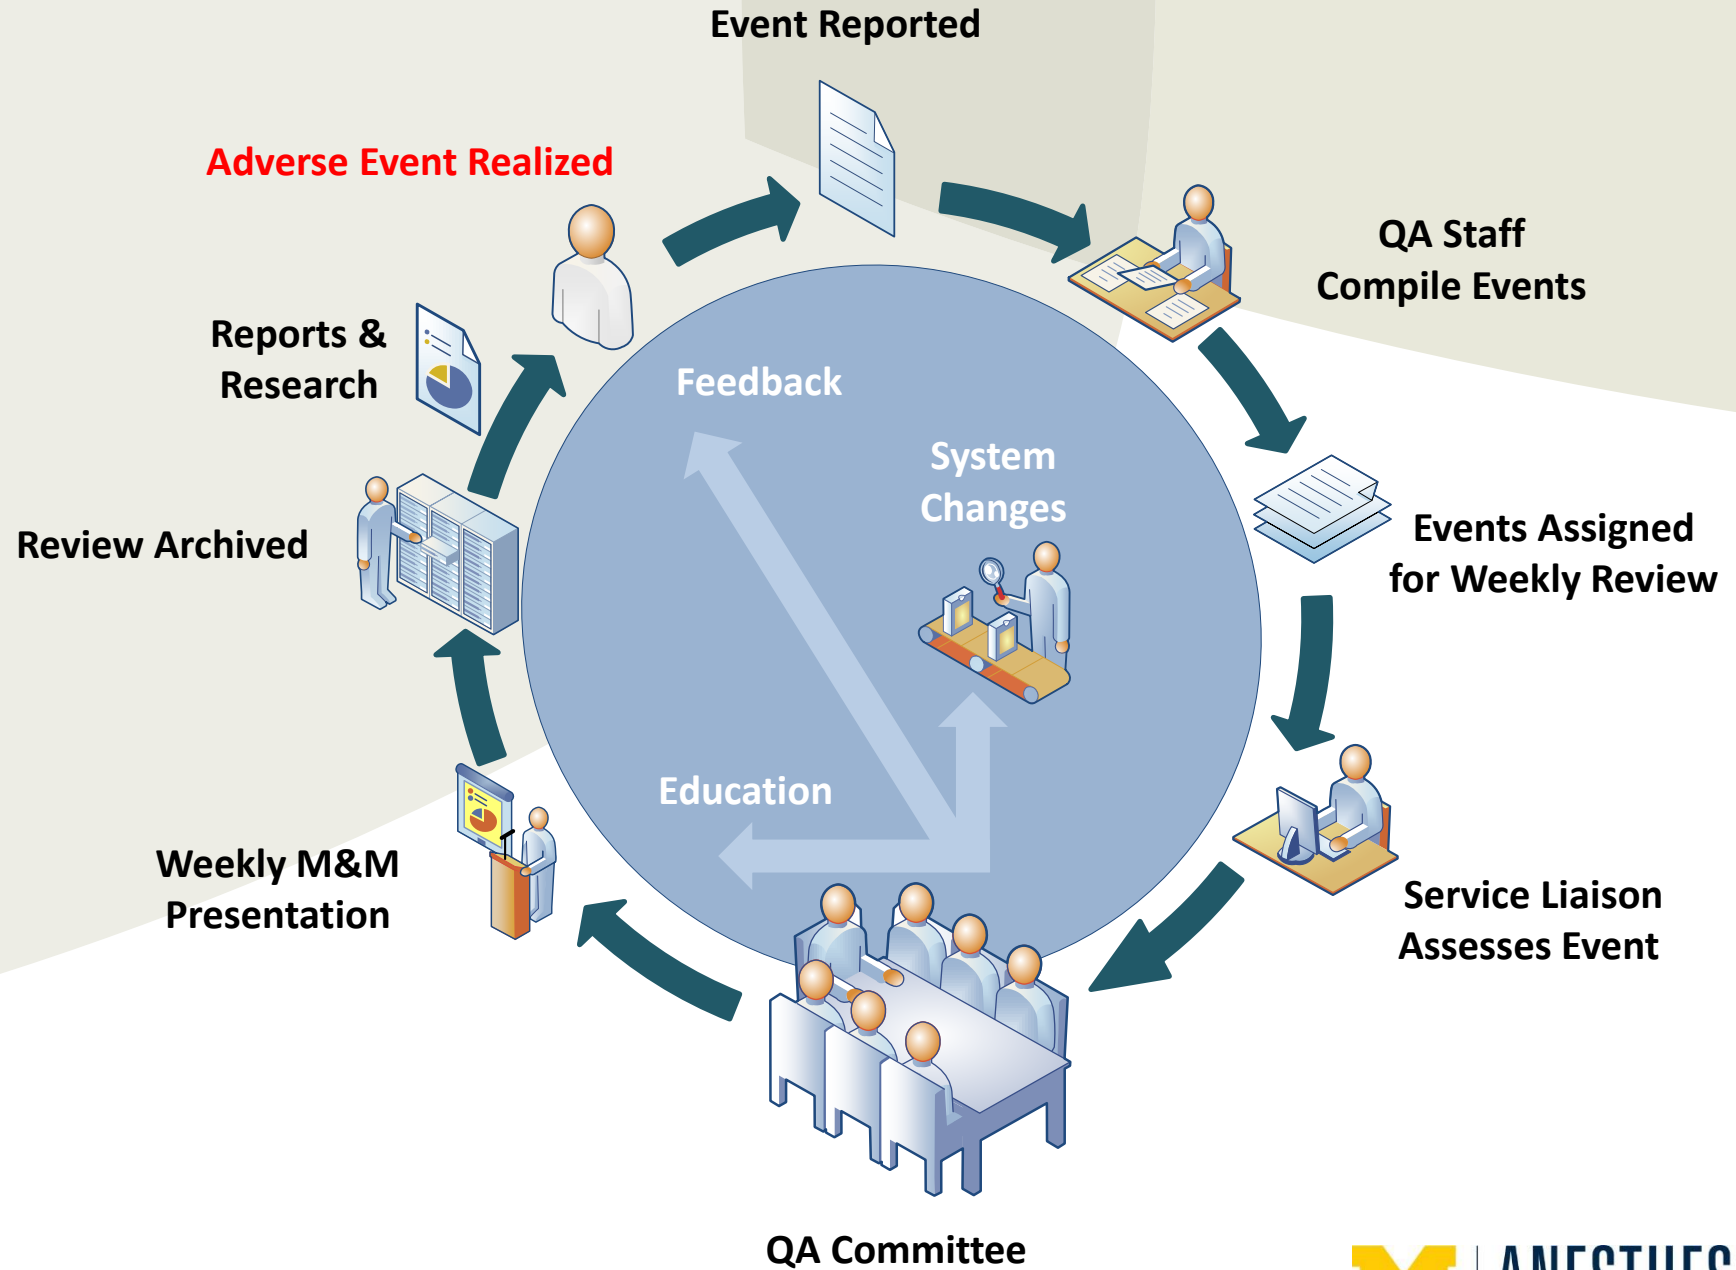 Event Reported
Adverse Event Realized
QA Staff
Compile Events
Reports &
Research
Feedback
System
Changes
Review Archived
Events Assigned
for Weekly Review
Education
Weekly M&M
Presentation
Service Liaison
Assesses Event
QA Committee
M